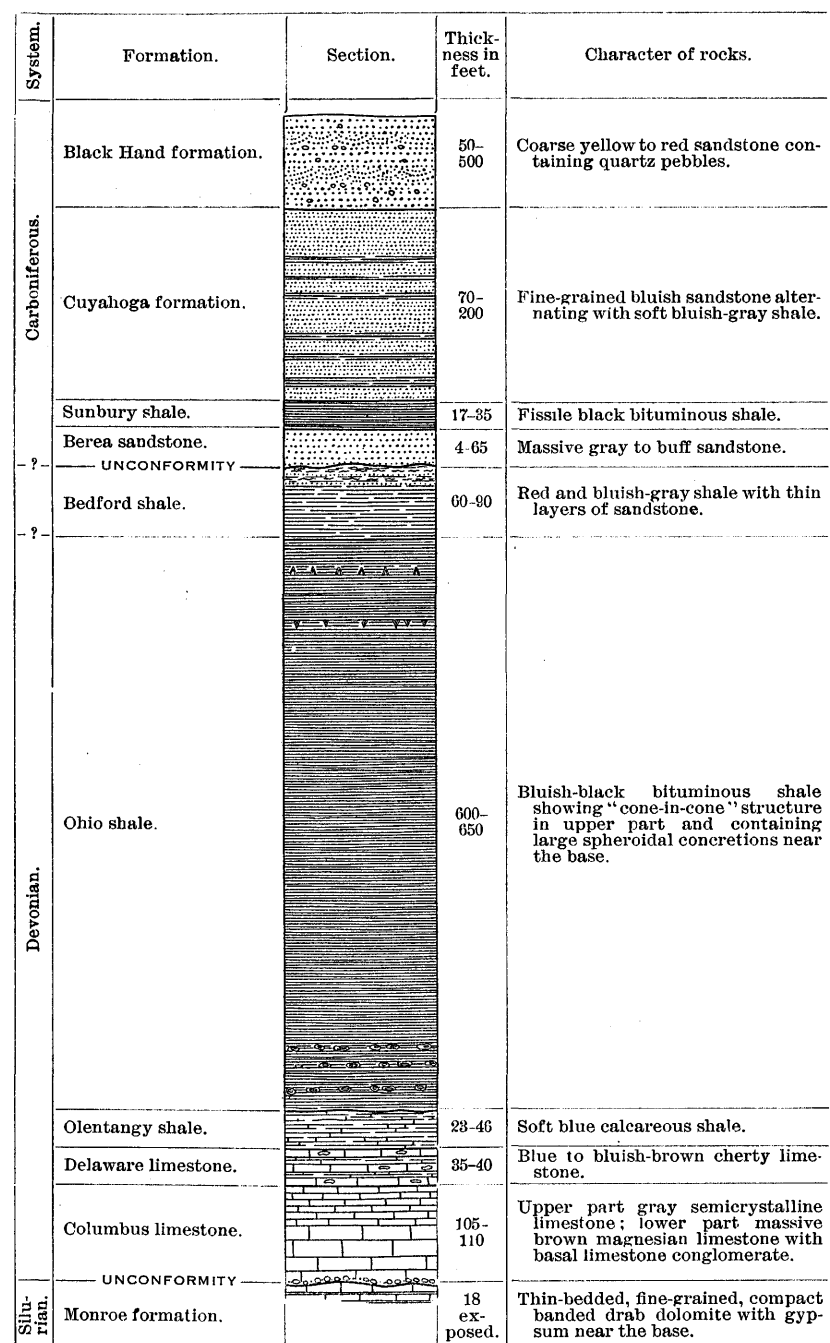 System.
Formation.
Section.
Thick-
ness in
feet.
Character of rocks.
Carboniferous.
Black Hand formation.
50–
500
Coarse yellow to red sandstone con-
taining quartz pebbles.
Cuyahoga formation.
70–
200
Fine-grained bluish sandstone alter-
nating with soft bluish-gray shale.
Sunbury shale.
17–35
Fissile black bituminous shale.
Berea sandstone.
4-65
Massive gray to buff sandstone.
– ? –
UNCONFORMITY
Bedford shale.
60–90
Red and bluish-gray shale with thin
layers of sandstone.
– ? –
Devonian.
Ohio shale.
600–
650
Bluish-black bituminous shale
showing "cone-in-cone" structure
in upper part and containing
large spheroidal concretions near
the base.
Olentangy shale.
23-46
Soft blue calcareous shale.
Delaware limestone.
35-40
Blue to bluish-brown cherty lime-
stone.
Columbus limestone.
105-
110
Upper part gray semicrystalline
limestone; lower part massive
brown magnesian limestone with
basal limestone conglomerate.
UNCONFORMITY
Silu-
rian.
Monroe formation.
18
ex-
posed.
Thin-bedded, fine-grained, compact
banded drab dolomite with gyp-
sum near the base.